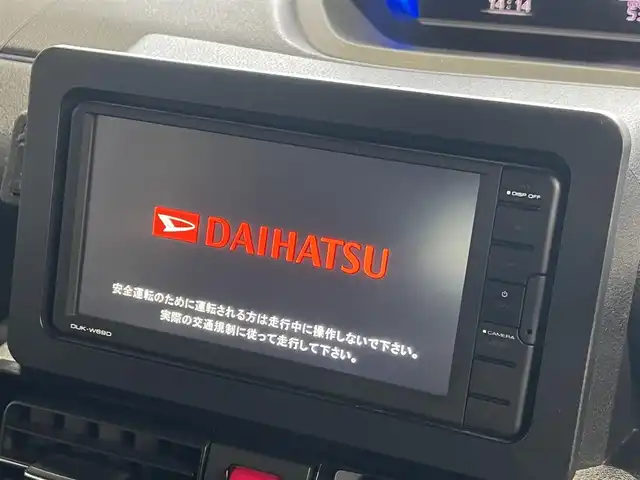 14:14
DISP OFF
DAIHATSU
安全運転のために運転される方は走行中に操作しないで下さい。
実際の交通規制に従って走行して下さい。
CAMERA
DUK-W69D